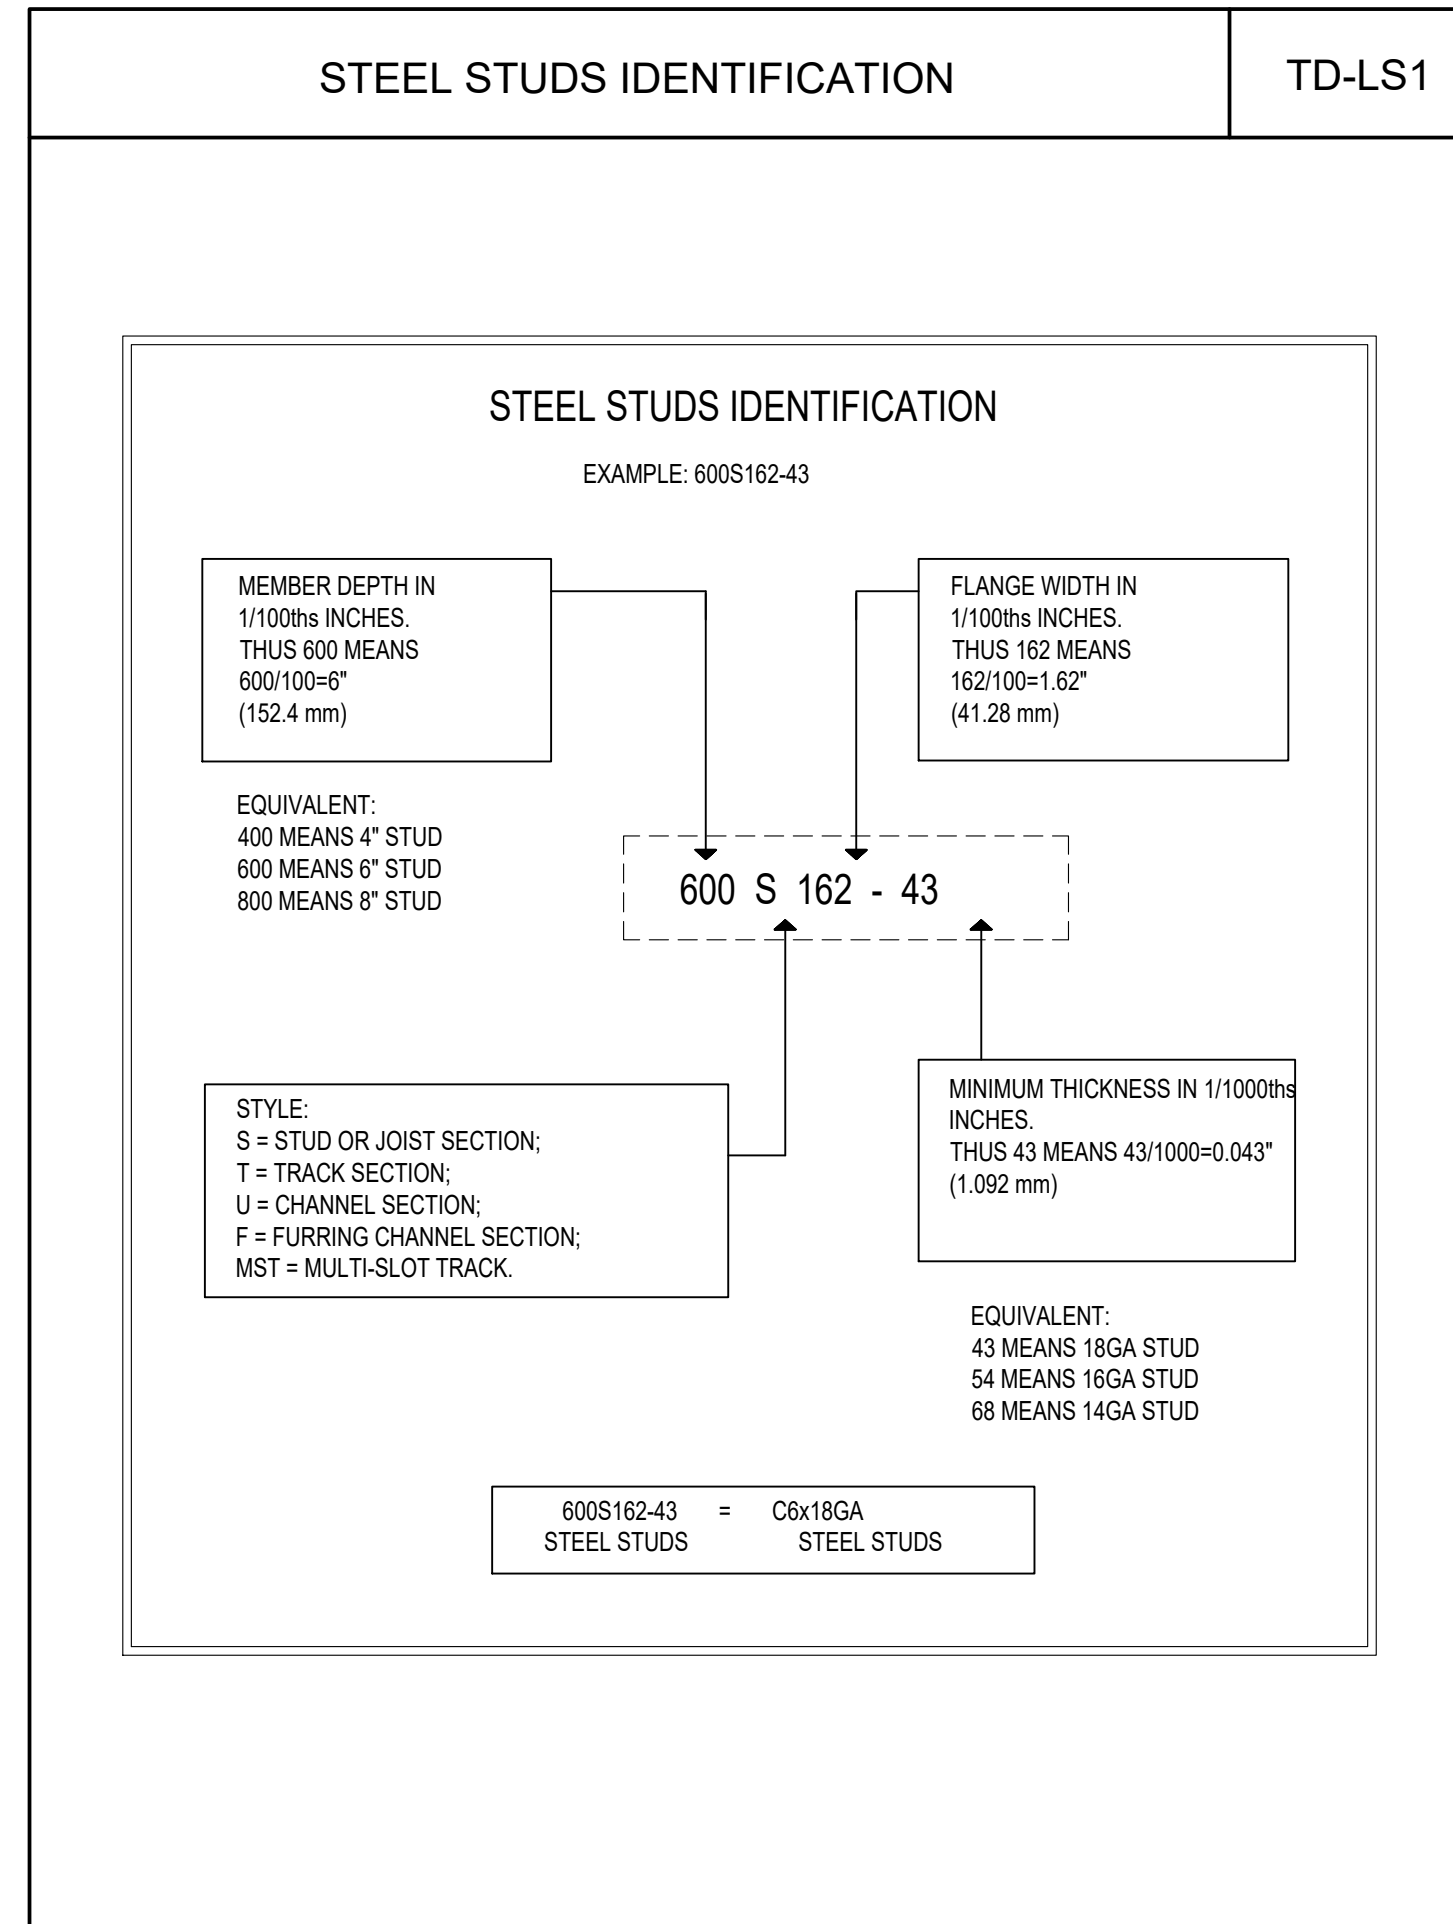 STEEL STUDS IDENTIFICATION
TD-LS1
STEEL STUDS IDENTIFICATION
EXAMPLE: 600S162-43
MEMBER DEPTH IN
1/100ths INCHES.
THUS 600 MEANS
600/100=6"
(152.4 mm)
FLANGE WIDTH IN
1/100ths INCHES.
THUS 162 MEANS
162/100=1.62"
(41.28 mm)
EQUIVALENT:
400 MEANS 4" STUD
600 MEANS 6" STUD
800 MEANS 8" STUD
600 S 162 - 43
STYLE:
S = STUD OR JOIST SECTION;
T = TRACK SECTION;
U = CHANNEL SECTION;
F = FURRING CHANNEL SECTION;
MST = MULTI-SLOT TRACK.
MINIMUM THICKNESS IN 1/1000ths
INCHES.
THUS 43 MEANS 43/1000=0.043"
(1.092 mm)
EQUIVALENT:
43 MEANS 18GA STUD
54 MEANS 16GA STUD
68 MEANS 14GA STUD
600S162-43 = C6x18GA
STEEL STUDS STEEL STUDS